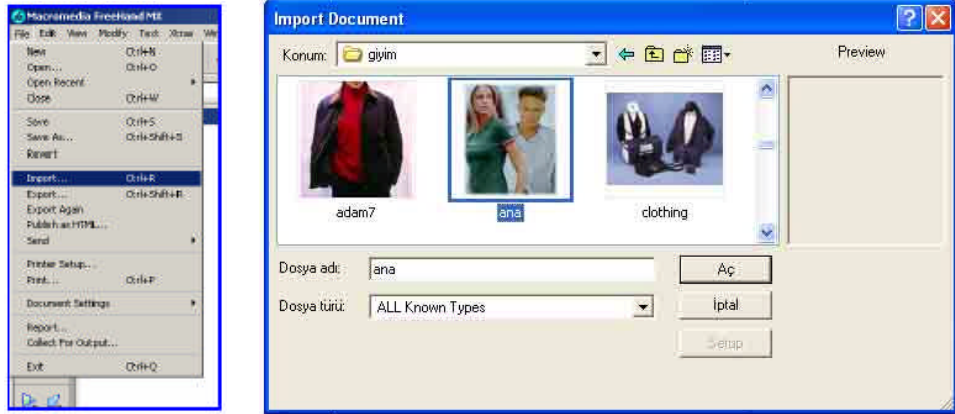 Macromedia FreeHand MX
File Edit View Modify Text Xtras
New Ctrl+N
Open... Ctrl+O
Open Recent
Close Ctrl+W
Save Ctrl+S
Save As... Ctrl+Shift+S
Revert
Import... Ctrl+R
Export... Ctrl+Shift+R
Export Again
Publish as HTML...
Send
Printer Setup...
Print... Ctrl+P
Document Settings
Report...
Collect For Output...
Exit Ctrl+Q
Import Document
Konum: giyim
Preview
adam7 ana clothing
Dosya adı: ana Aç
Dosya türü: ALL Known Types İptal
Setup